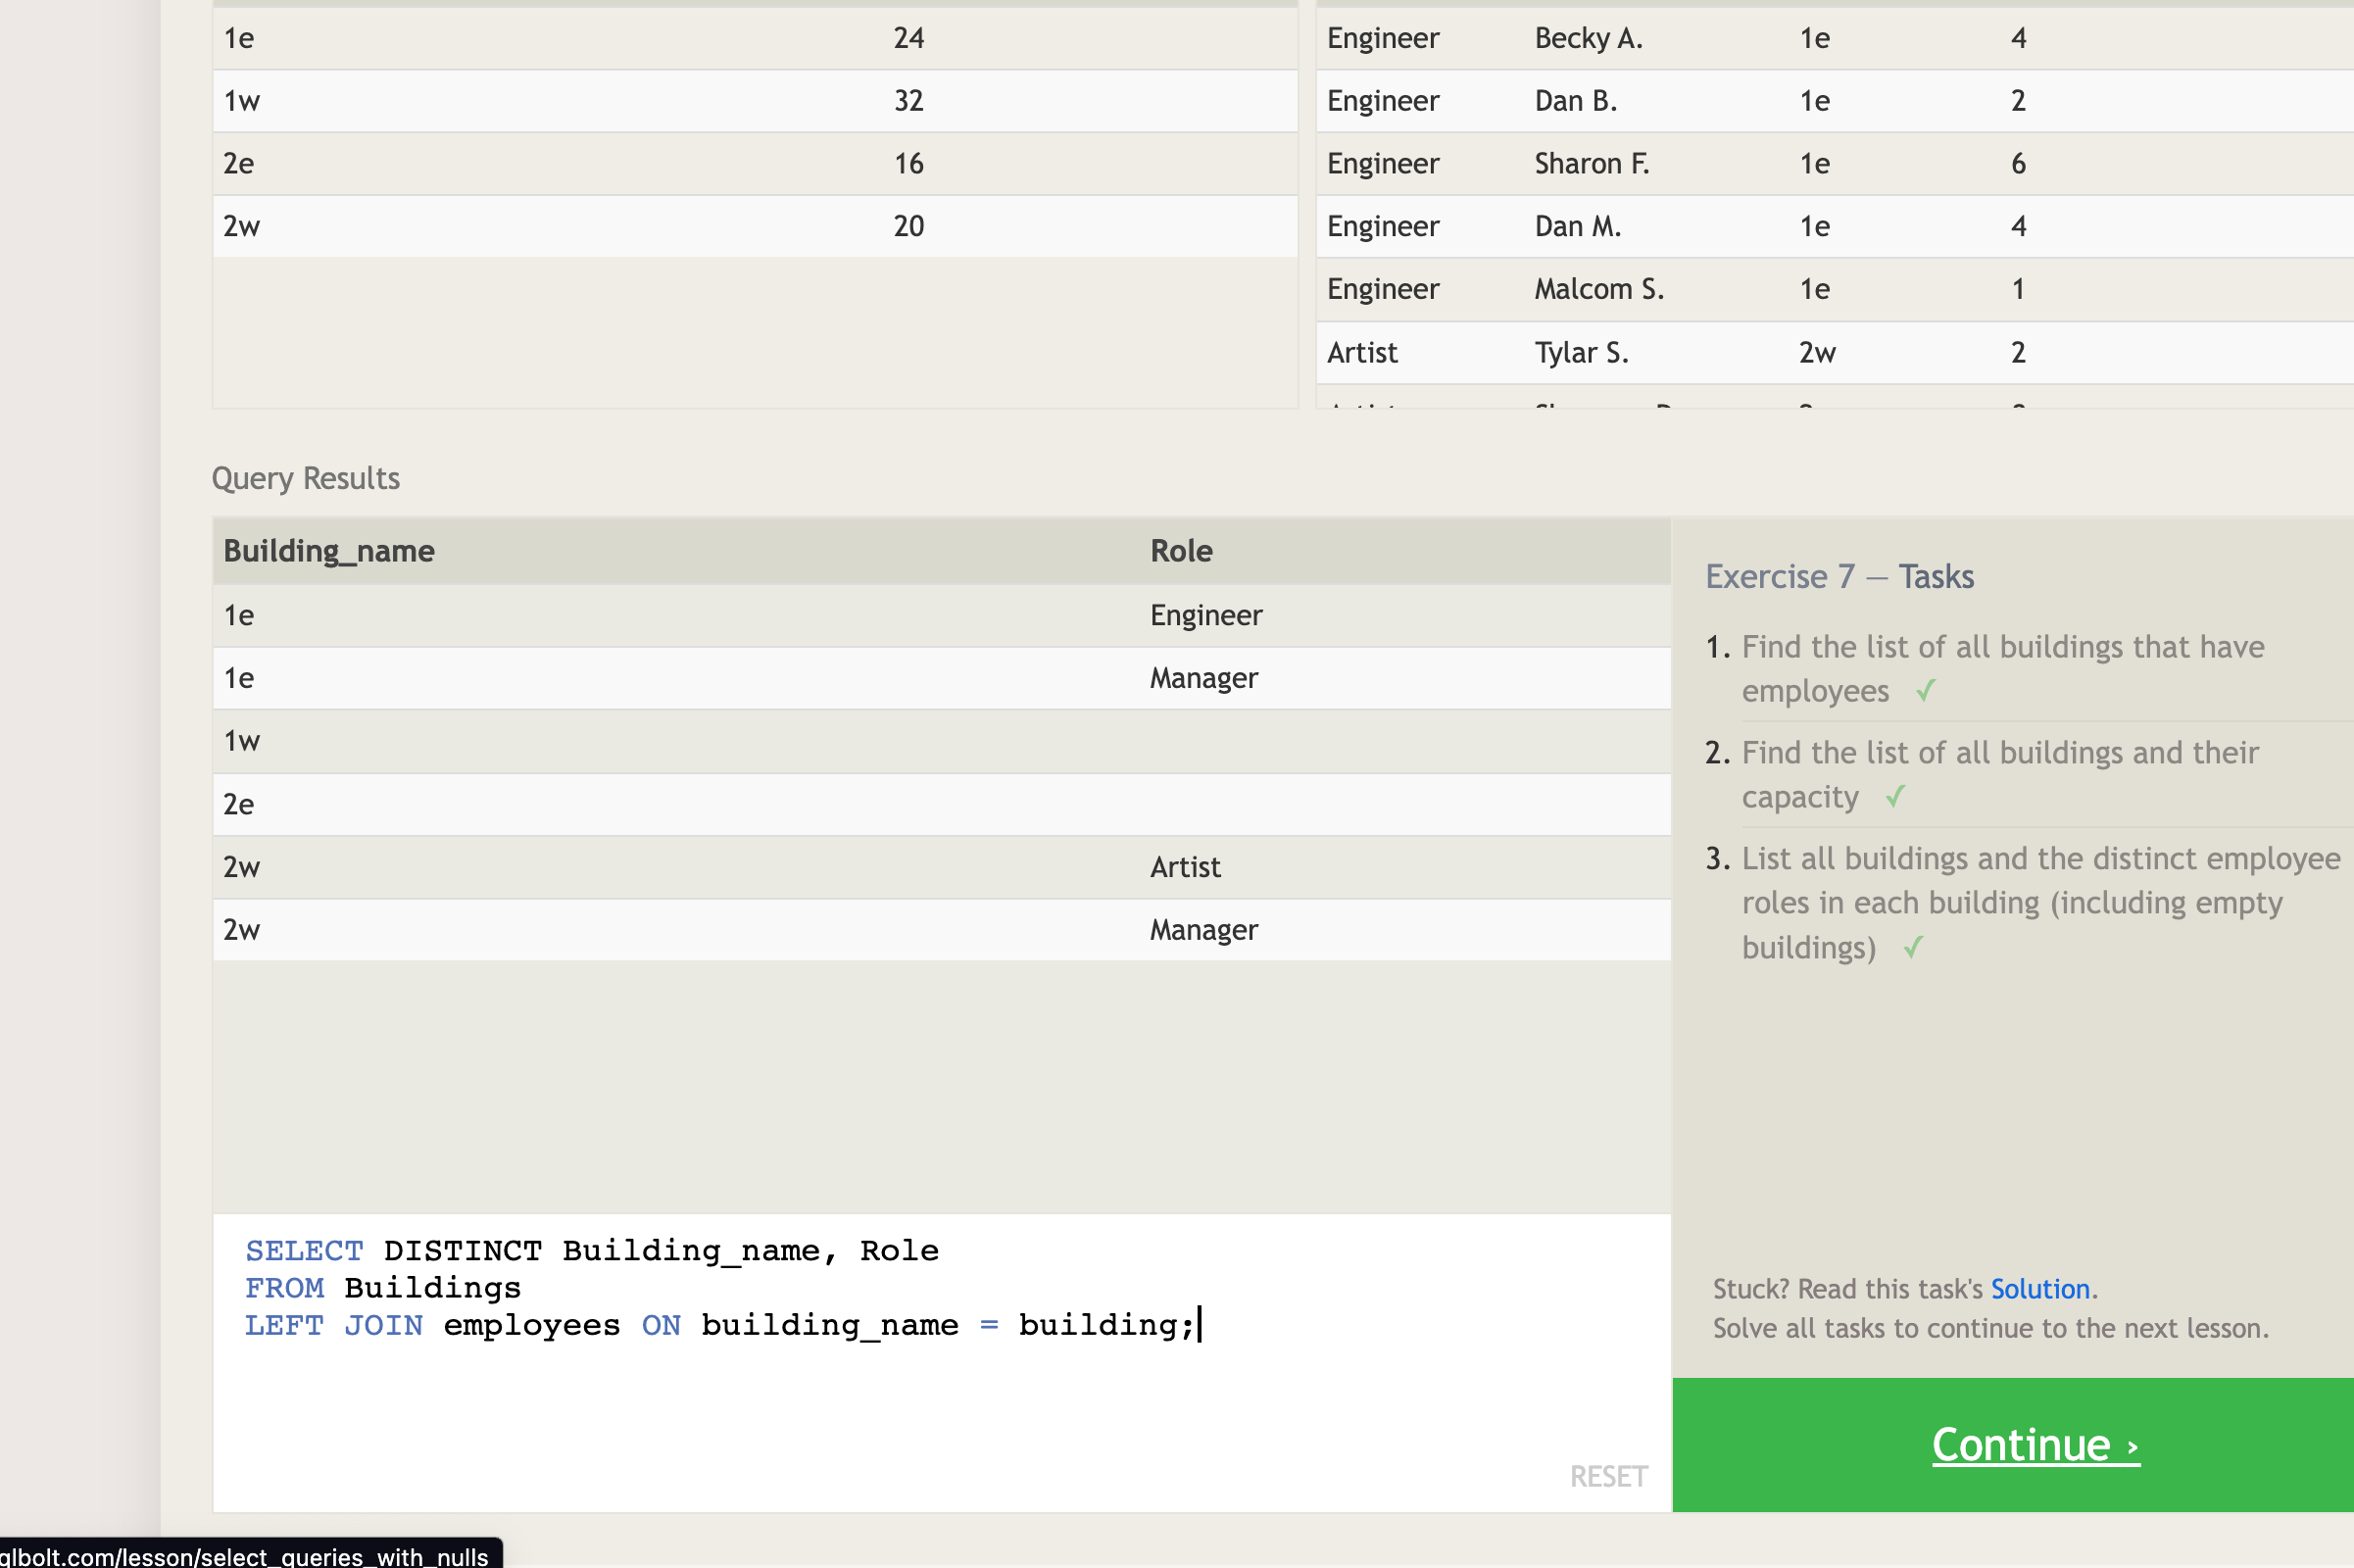 1e 24
1w 32
2e 16
2w 20
Engineer Becky A. 1e 4
Engineer Dan B. 1e 2
Engineer Sharon F. 1e 6
Engineer Dan M. 1e 4
Engineer Malcom S. 1e 1
Artist Tylar S. 2w 2
Query Results
Building_name Role
1e Engineer
1e Manager
1w
2e
2w Artist
2w Manager
SELECT DISTINCT Building_name, Role
FROM Buildings
LEFT JOIN employees ON building_name = building;
RESET
Exercise 7 — Tasks
1. Find the list of all buildings that have
employees ✓
2. Find the list of all buildings and their
capacity ✓
3. List all buildings and the distinct employee
roles in each building (including empty
buildings) ✓
Stuck? Read this task's Solution.
Solve all tasks to continue to the next lesson.
Continue ›
qlbolt.com/lesson/select_queries_with_nulls